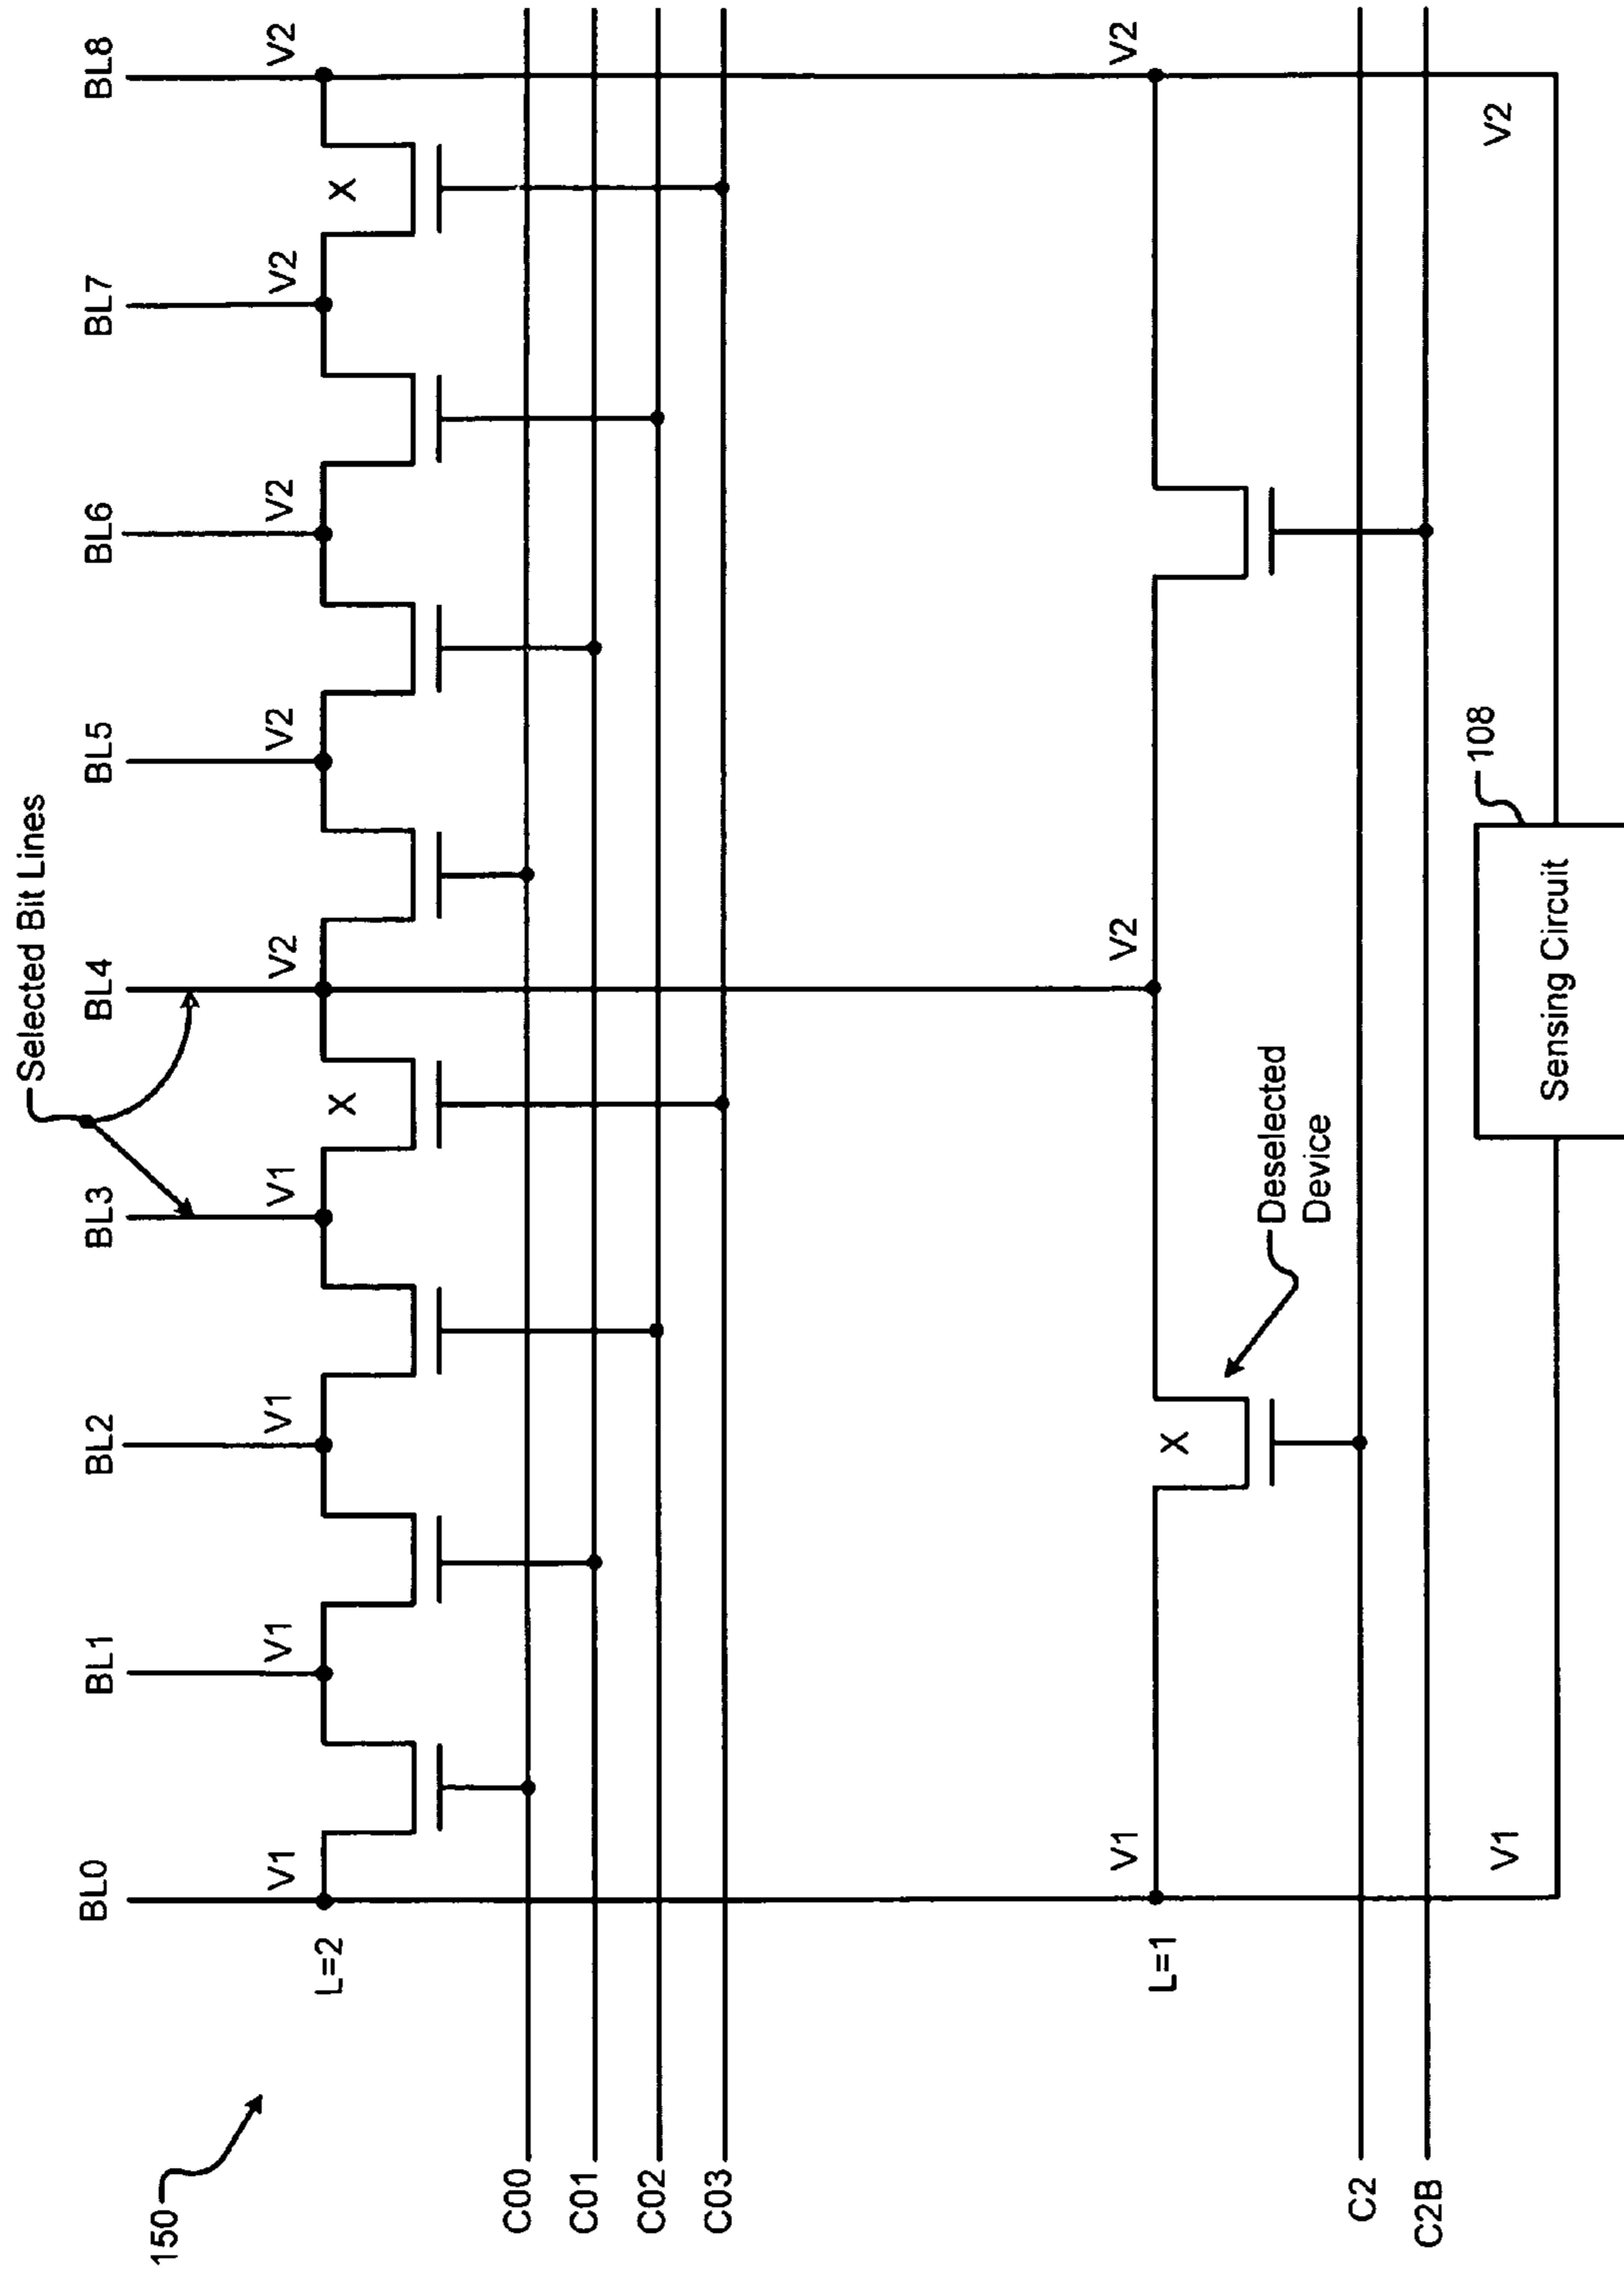 Selected Bit Lines
BL0 BL1 BL2 BL3 BL4 BL5 BL6 BL7 BL8
V1 V1 V1 V1 V2 V2 V2 V2 V2
L=2 X X
150
C00
C01
C02
C03
V1 V2 V2
L=1 X
Deselected
Device
C2
C2B
V1 V2
108
Sensing Circuit